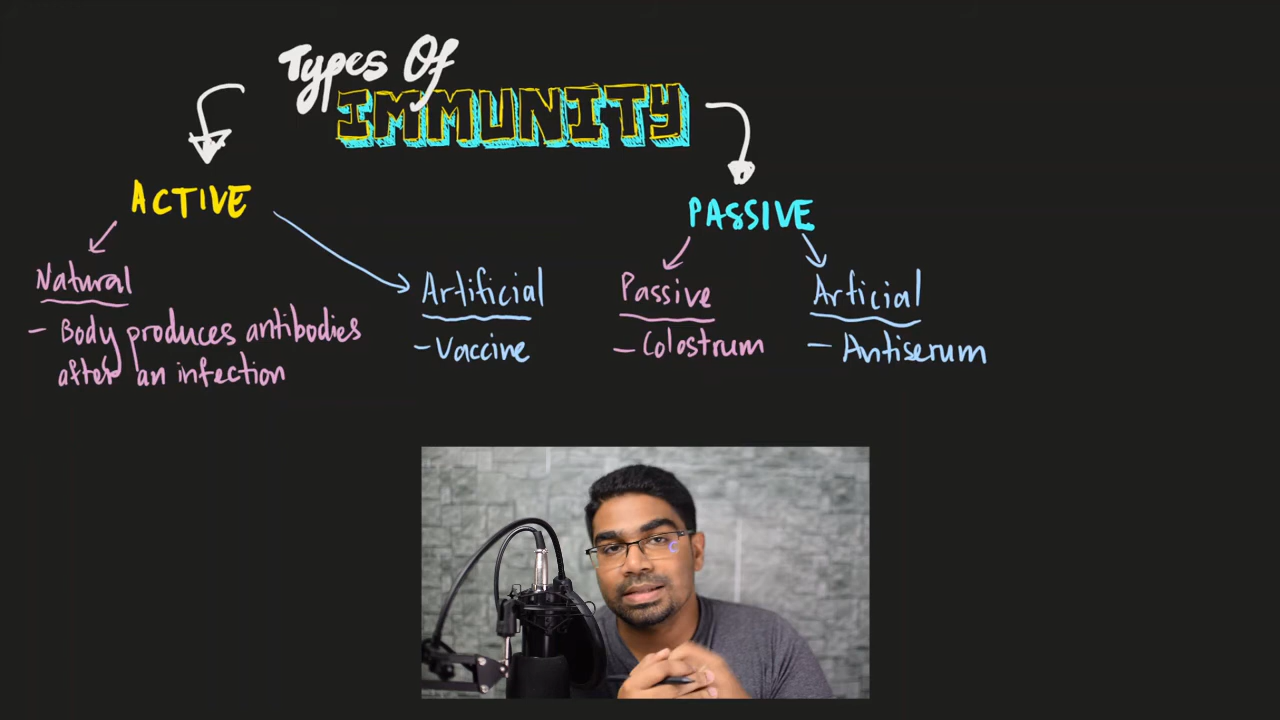 Types Of
IMMUNITY
ACTIVE
PASSIVE
Natural
- Body produces antibodies
after an infection
Artificial
- Vaccine
Passive
- Colostrum
Articial
- Antiserum